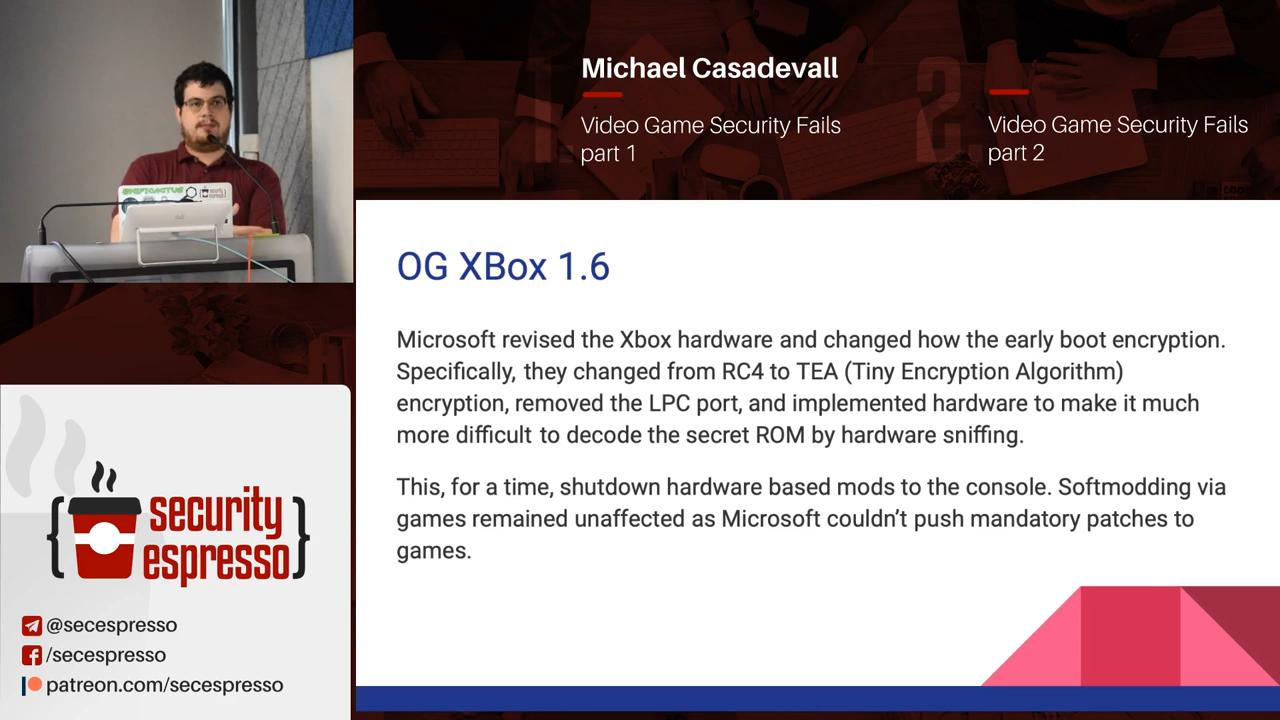 Michael Casadevall
1.
Video Game Security Fails
part 1
2.
Video Game Security Fails
part 2
OG XBox 1.6
Microsoft revised the Xbox hardware and changed how the early boot encryption.
Specifically, they changed from RC4 to TEA (Tiny Encryption Algorithm)
encryption, removed the LPC port, and implemented hardware to make it much
more difficult to decode the secret ROM by hardware sniffing.
This, for a time, shutdown hardware based mods to the console. Softmodding via
games remained unaffected as Microsoft couldn’t push mandatory patches to
games.
{security
espresso}
@secespresso
/secespresso
patreon.com/secespresso